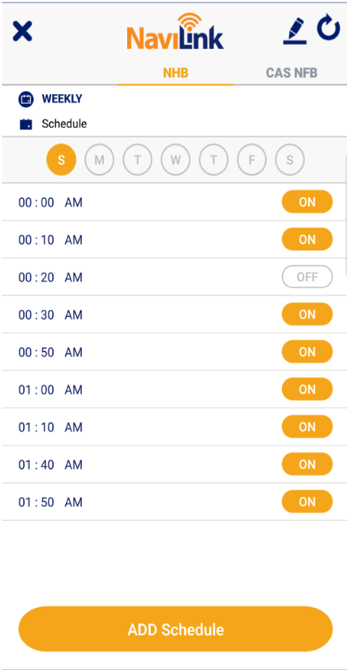 NaviLink
NHB CAS NFB
WEEKLY
Schedule
S M T W T F S
00 : 00 AM ON
00 : 10 AM ON
00 : 20 AM OFF
00 : 30 AM ON
00 : 50 AM ON
01 : 00 AM ON
01 : 10 AM ON
01 : 40 AM ON
01 : 50 AM ON
ADD Schedule